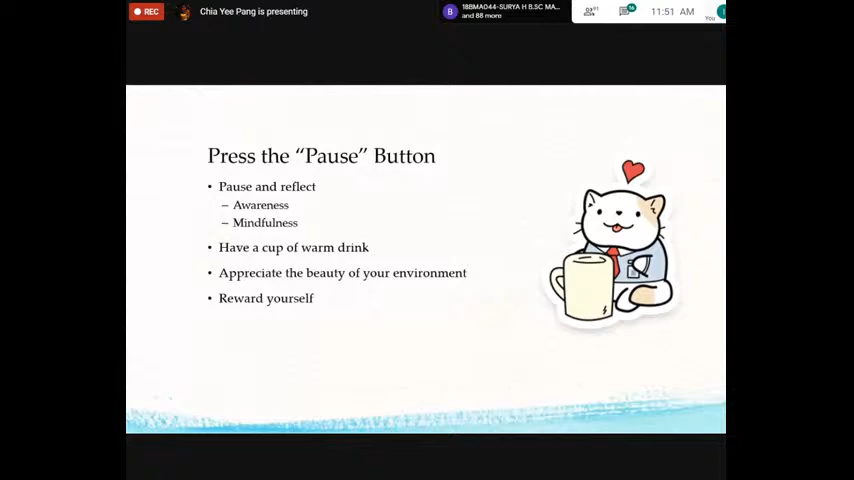 REC
Chia Yee Pang is presenting
B
18BMA044-SURYA H B.SC MA...
and 88 more
91
16
11:51 AM
You
Press the “Pause” Button
• Pause and reflect
– Awareness
– Mindfulness
• Have a cup of warm drink
• Appreciate the beauty of your environment
• Reward yourself